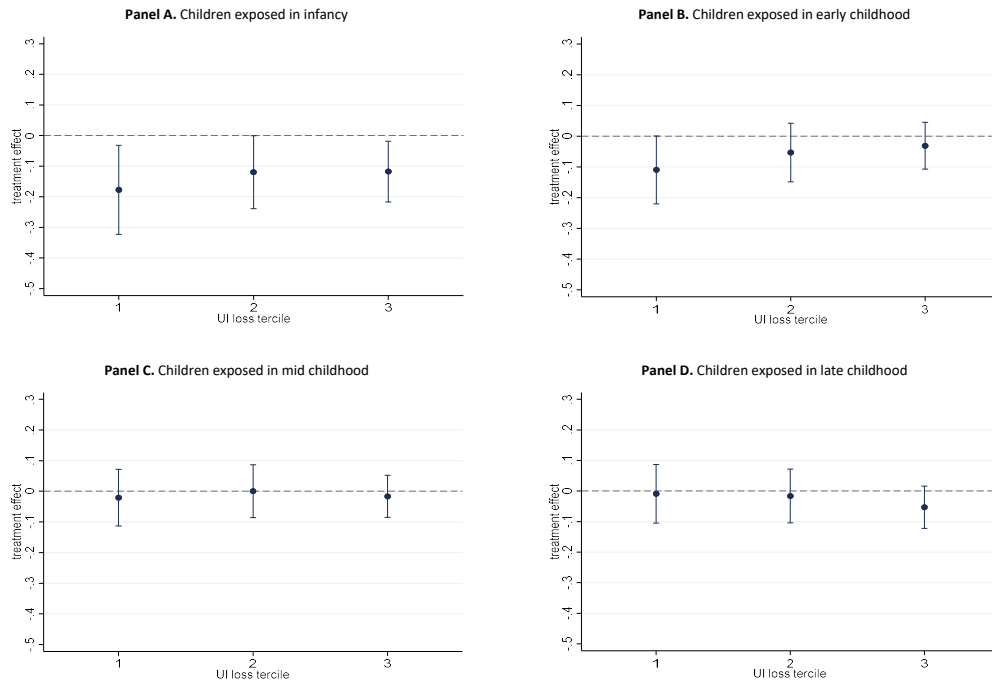 Panel A. Children exposed in infancy
treatment effect
.3
.2
.1
0
-.1
-.2
-.3
-.4
-.5
1 2 3
UI loss tercile
Panel B. Children exposed in early childhood
treatment effect
.3
.2
.1
0
-.1
-.2
-.3
-.4
-.5
1 2 3
UI loss tercile
Panel C. Children exposed in mid childhood
treatment effect
.3
.2
.1
0
-.1
-.2
-.3
-.4
-.5
1 2 3
UI loss tercile
Panel D. Children exposed in late childhood
treatment effect
.3
.2
.1
0
-.1
-.2
-.3
-.4
-.5
1 2 3
UI loss tercile